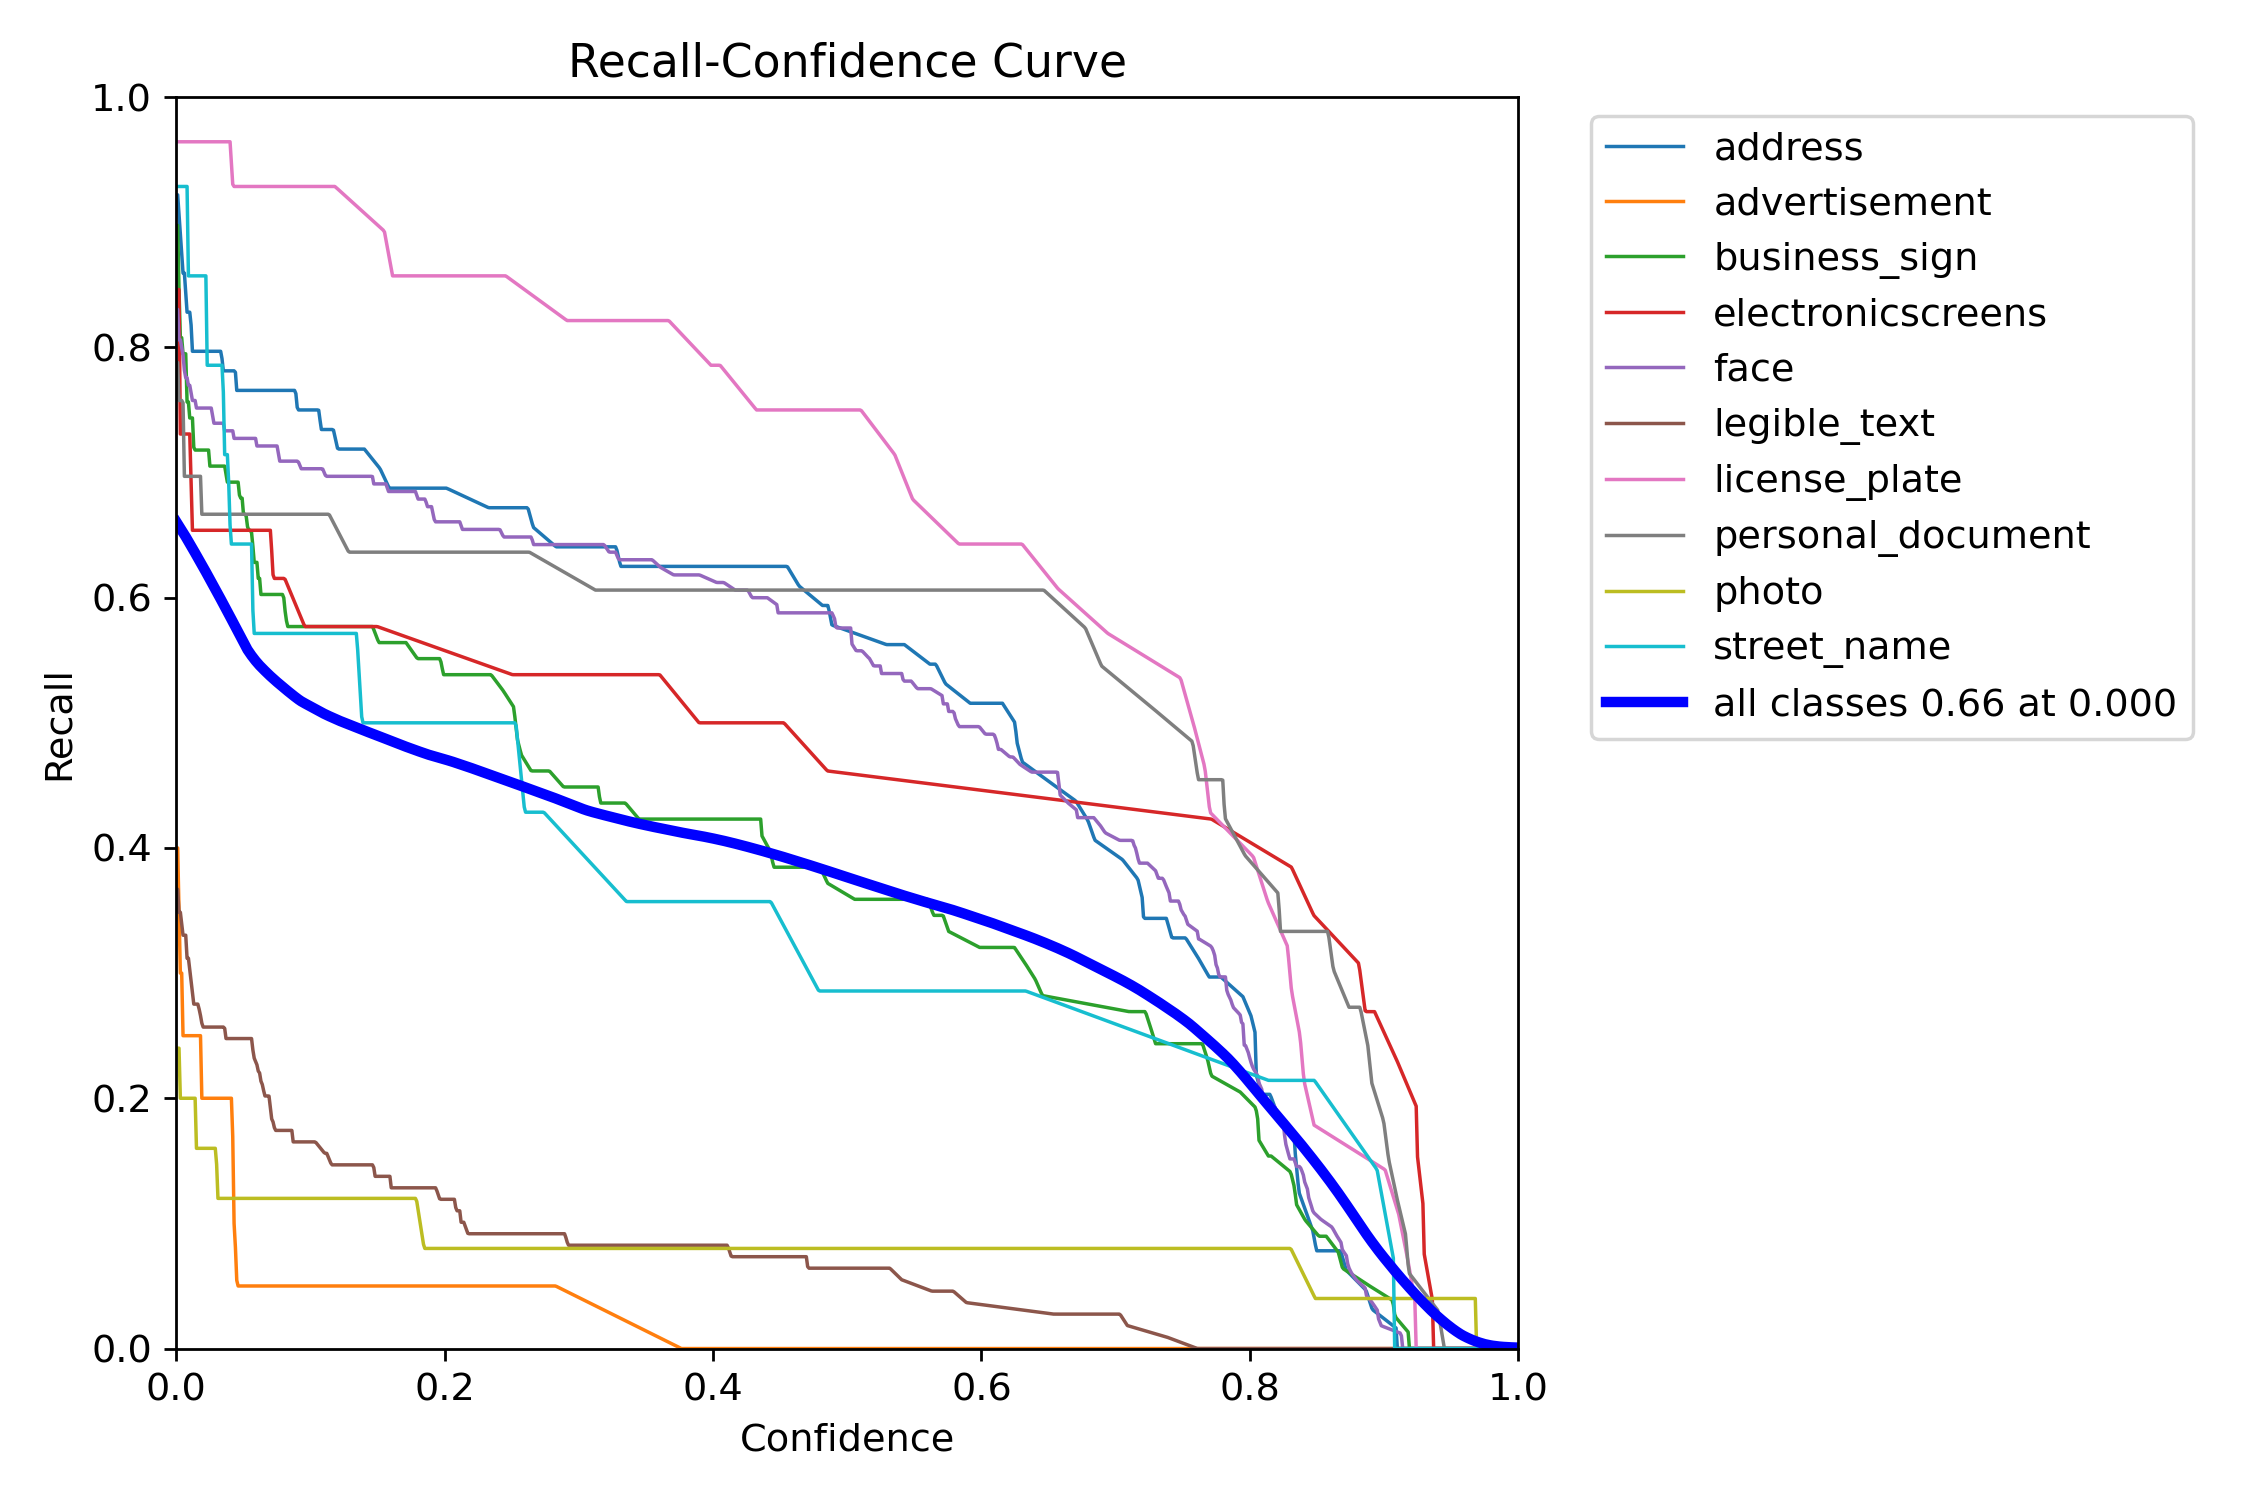 Recall-Confidence Curve
1.0
0.8
0.6
0.4
0.2
0.0
Recall
0.0 0.2 0.4 0.6 0.8 1.0
Confidence
address
advertisement
business_sign
electronicscreens
face
legible_text
license_plate
personal_document
photo
street_name
all classes 0.66 at 0.000